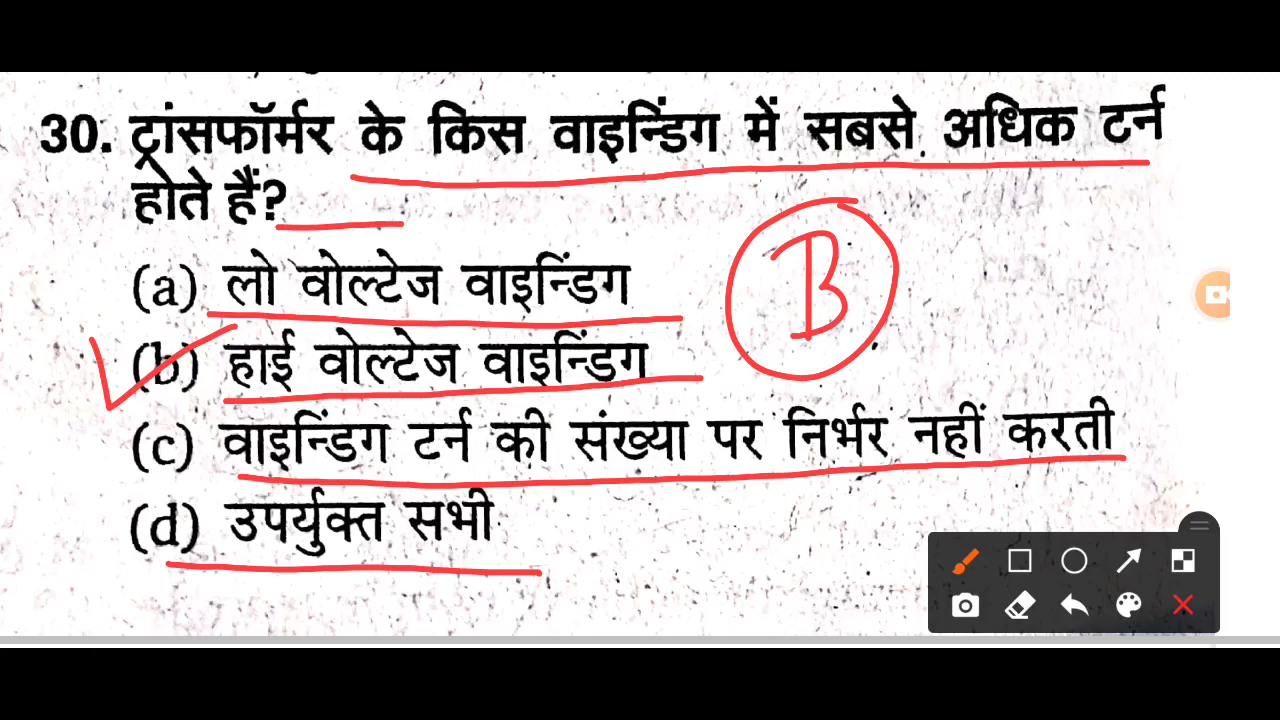 30. ट्रांसफॉर्मर के किस वाइन्डिंग में सबसे अधिक टर्न
होते हैं?
(a) लो वोल्टेज वाइन्डिंग
B
(b) हाई वोल्टेज वाइन्डिंग
(c) वाइन्डिंग टर्न की संख्या पर निर्भर नहीं करती
(d) उपर्युक्त सभी